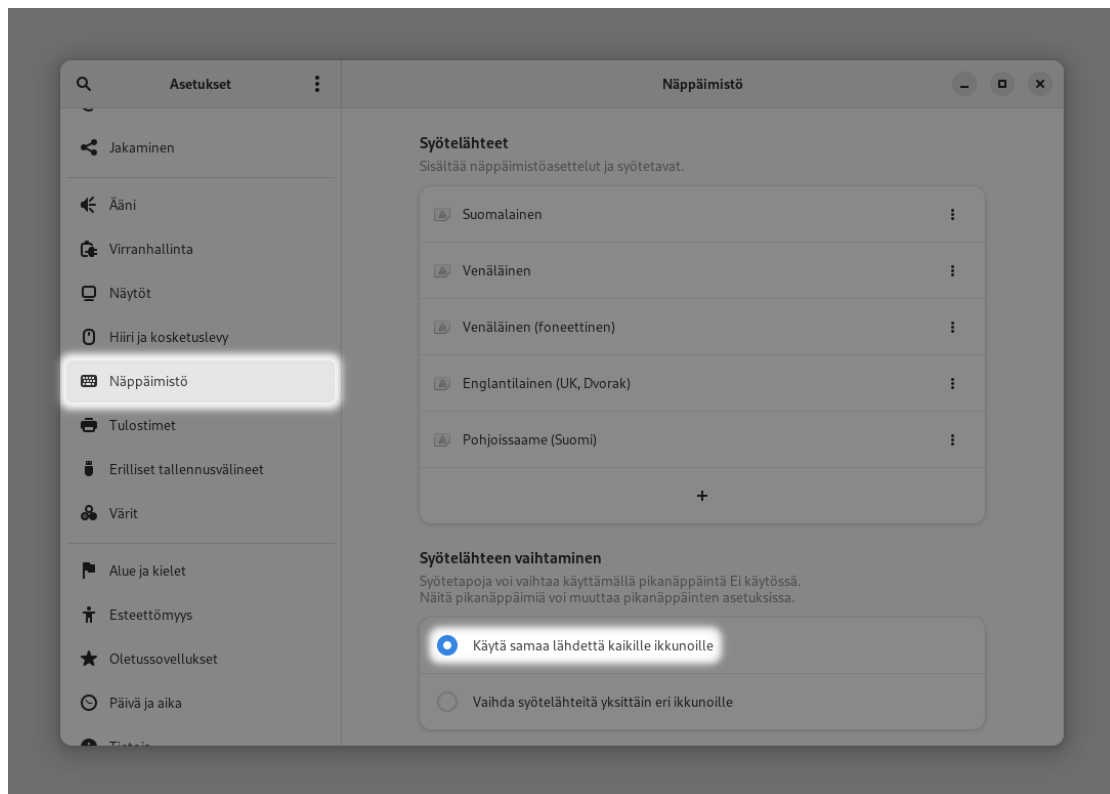 Asetukset
Näppäimistö
Jakaminen
Ääni
Virranhallinta
Näytöt
Hiiri ja kosketuslevy
Näppäimistö
Tulostimet
Erilliset tallennusvälineet
Värit
Alue ja kielet
Esteettömyys
Oletussovellukset
Päivä ja aika
Syötelähteet
Sisältää näppäimistöasettelut ja syötetavat.
Suomalainen
Venäläinen
Venäläinen (foneettinen)
Englantilainen (UK, Dvorak)
Pohjoissaame (Suomi)
Syötelähteen vaihtaminen
Syötetapoja voi vaihtaa käyttämällä pikanäppäintä Ei käytössä.
Näitä pikanäppäimiä voi muuttaa pikanäppäinten asetuksissa.
Käytä samaa lähdettä kaikille ikkunoille
Vaihda syötelähteitä yksittäin eri ikkunoille